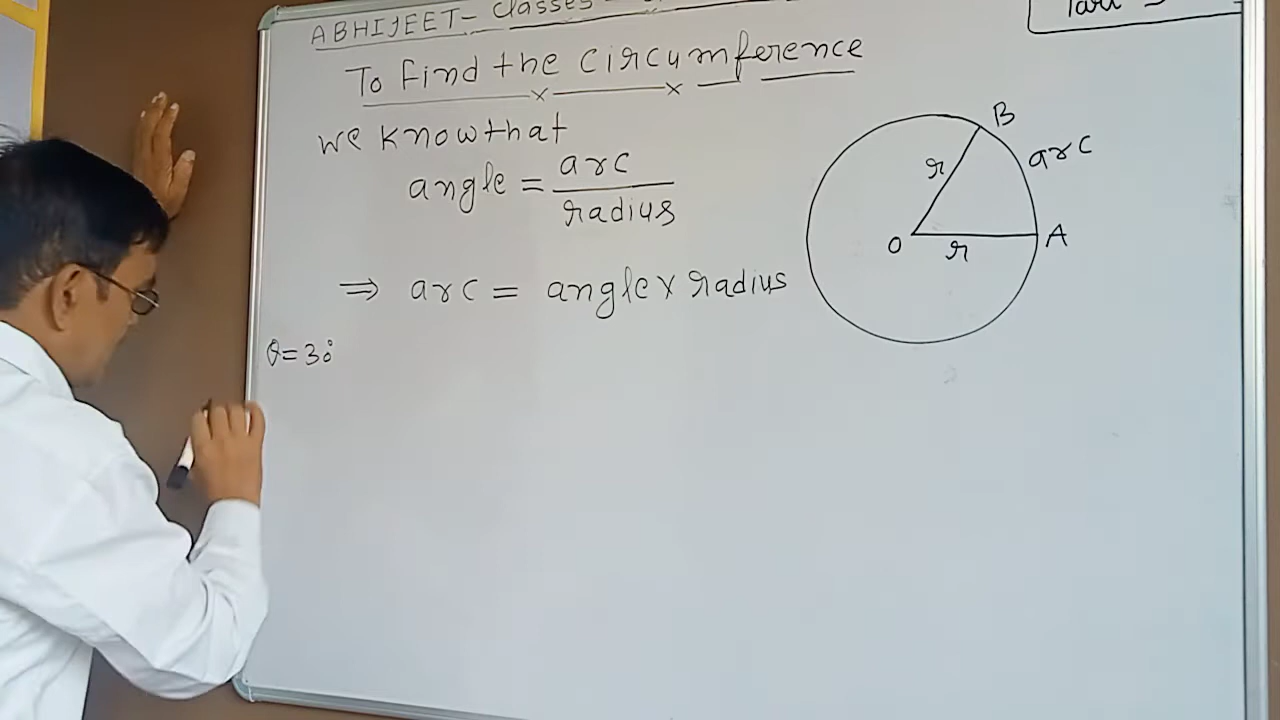 ABHIJEET- Classes -
To find the circumference
we know that
angle = arc / radius
⇒ arc = angle x radius
θ = 30°
B
arc
r
O
r
A